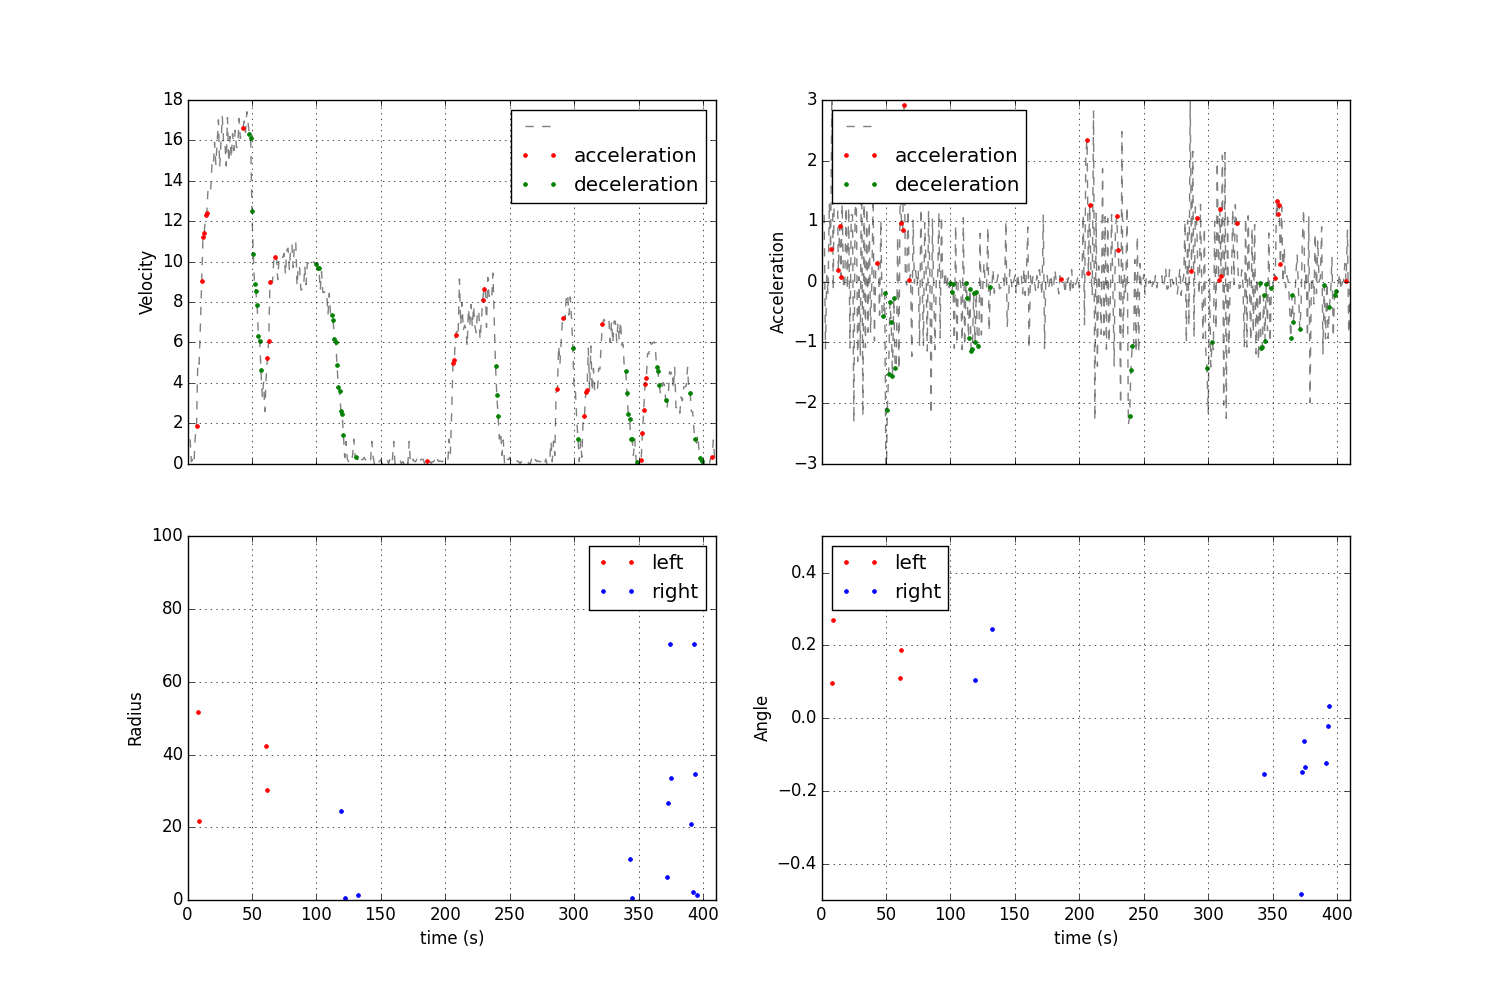 18
16
14
12
10
8
6
4
2
0
Velocity
acceleration
deceleration
3
2
1
0
−1
−2
−3
Acceleration
acceleration
deceleration
100
80
60
40
20
0
Radius
left
right
0 50 100 150 200 250 300 350 400
time (s)
0.4
0.2
0.0
−0.2
−0.4
Angle
left
right
0 50 100 150 200 250 300 350 400
time (s)